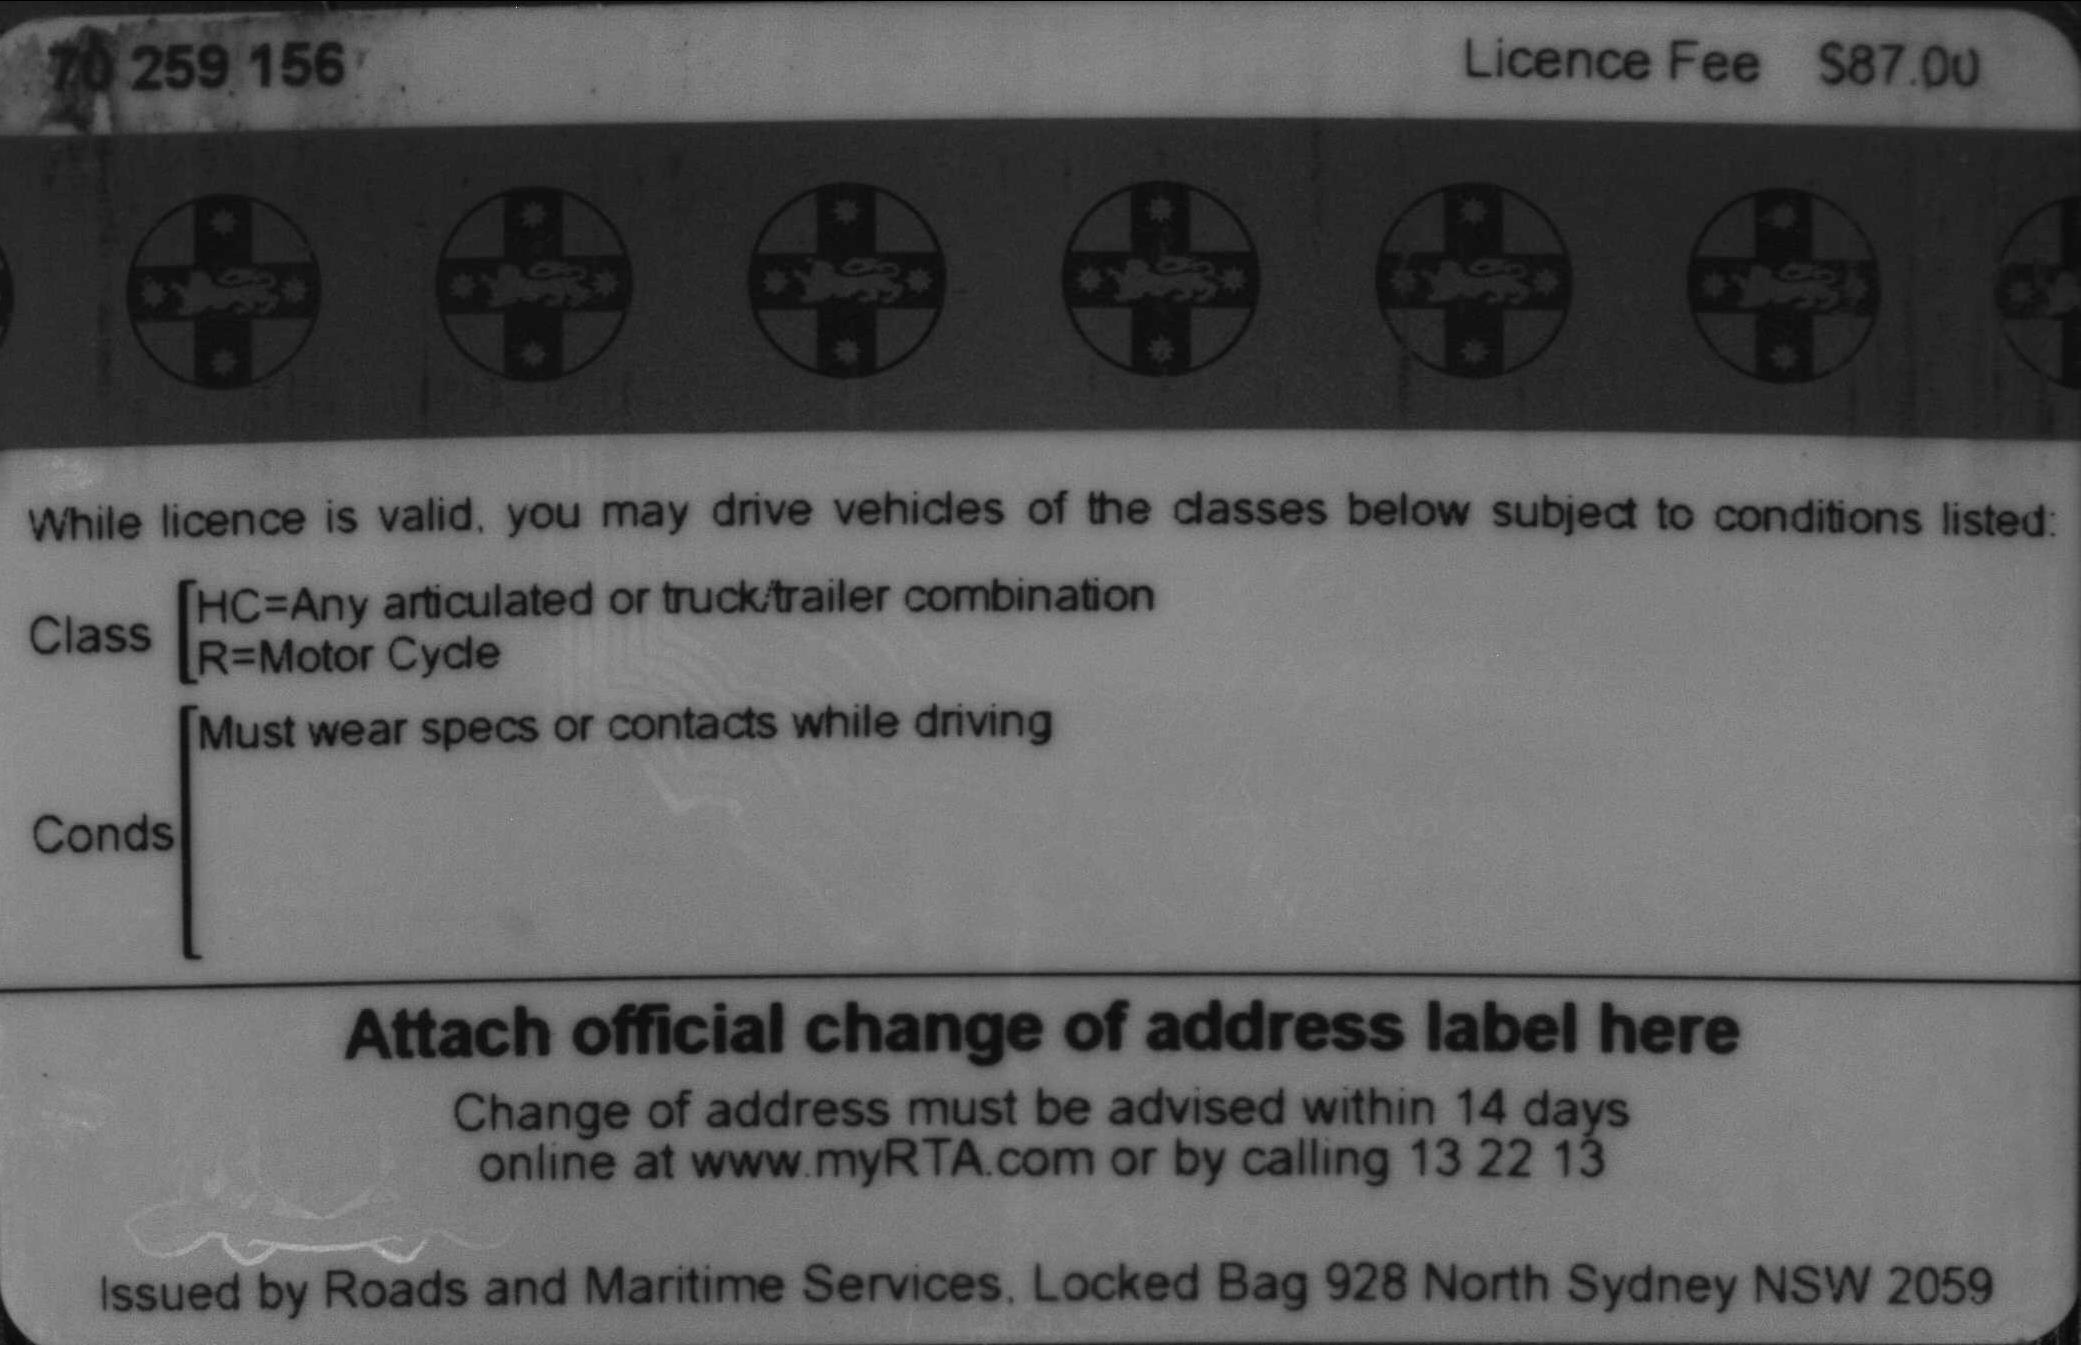 70 259 156
Licence Fee $87.00
While licence is valid, you may drive vehicles of the classes below subject to conditions listed:
Class
HC=Any articulated or truck/trailer combination
R=Motor Cycle
Conds
Must wear specs or contacts while driving
Attach official change of address label here
Change of address must be advised within 14 days
online at www.myRTA.com or by calling 13 22 13
Issued by Roads and Maritime Services, Locked Bag 928 North Sydney NSW 2059